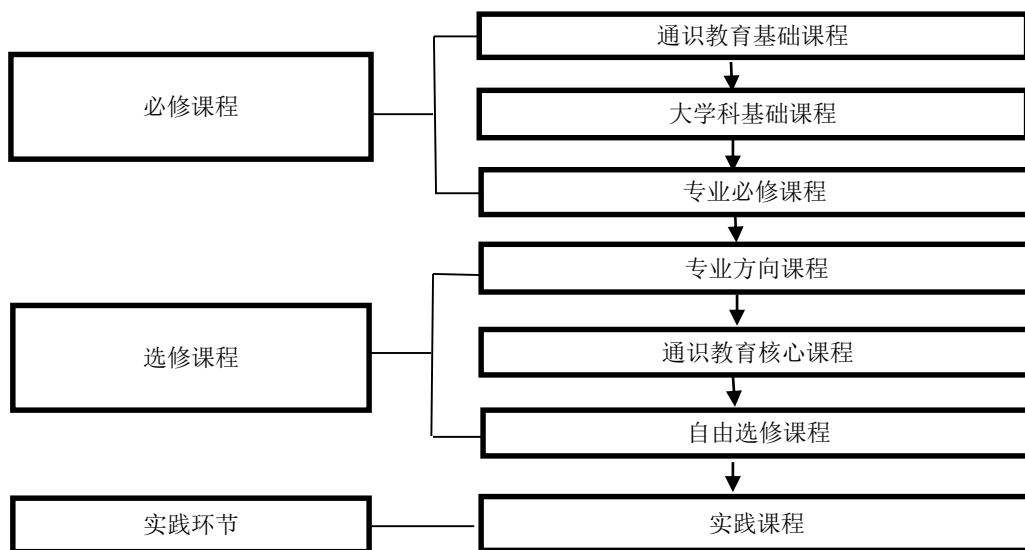 通识教育基础课程
必修课程
大学科基础课程
专业必修课程
专业方向课程
选修课程
通识教育核心课程
自由选修课程
实践环节
实践课程